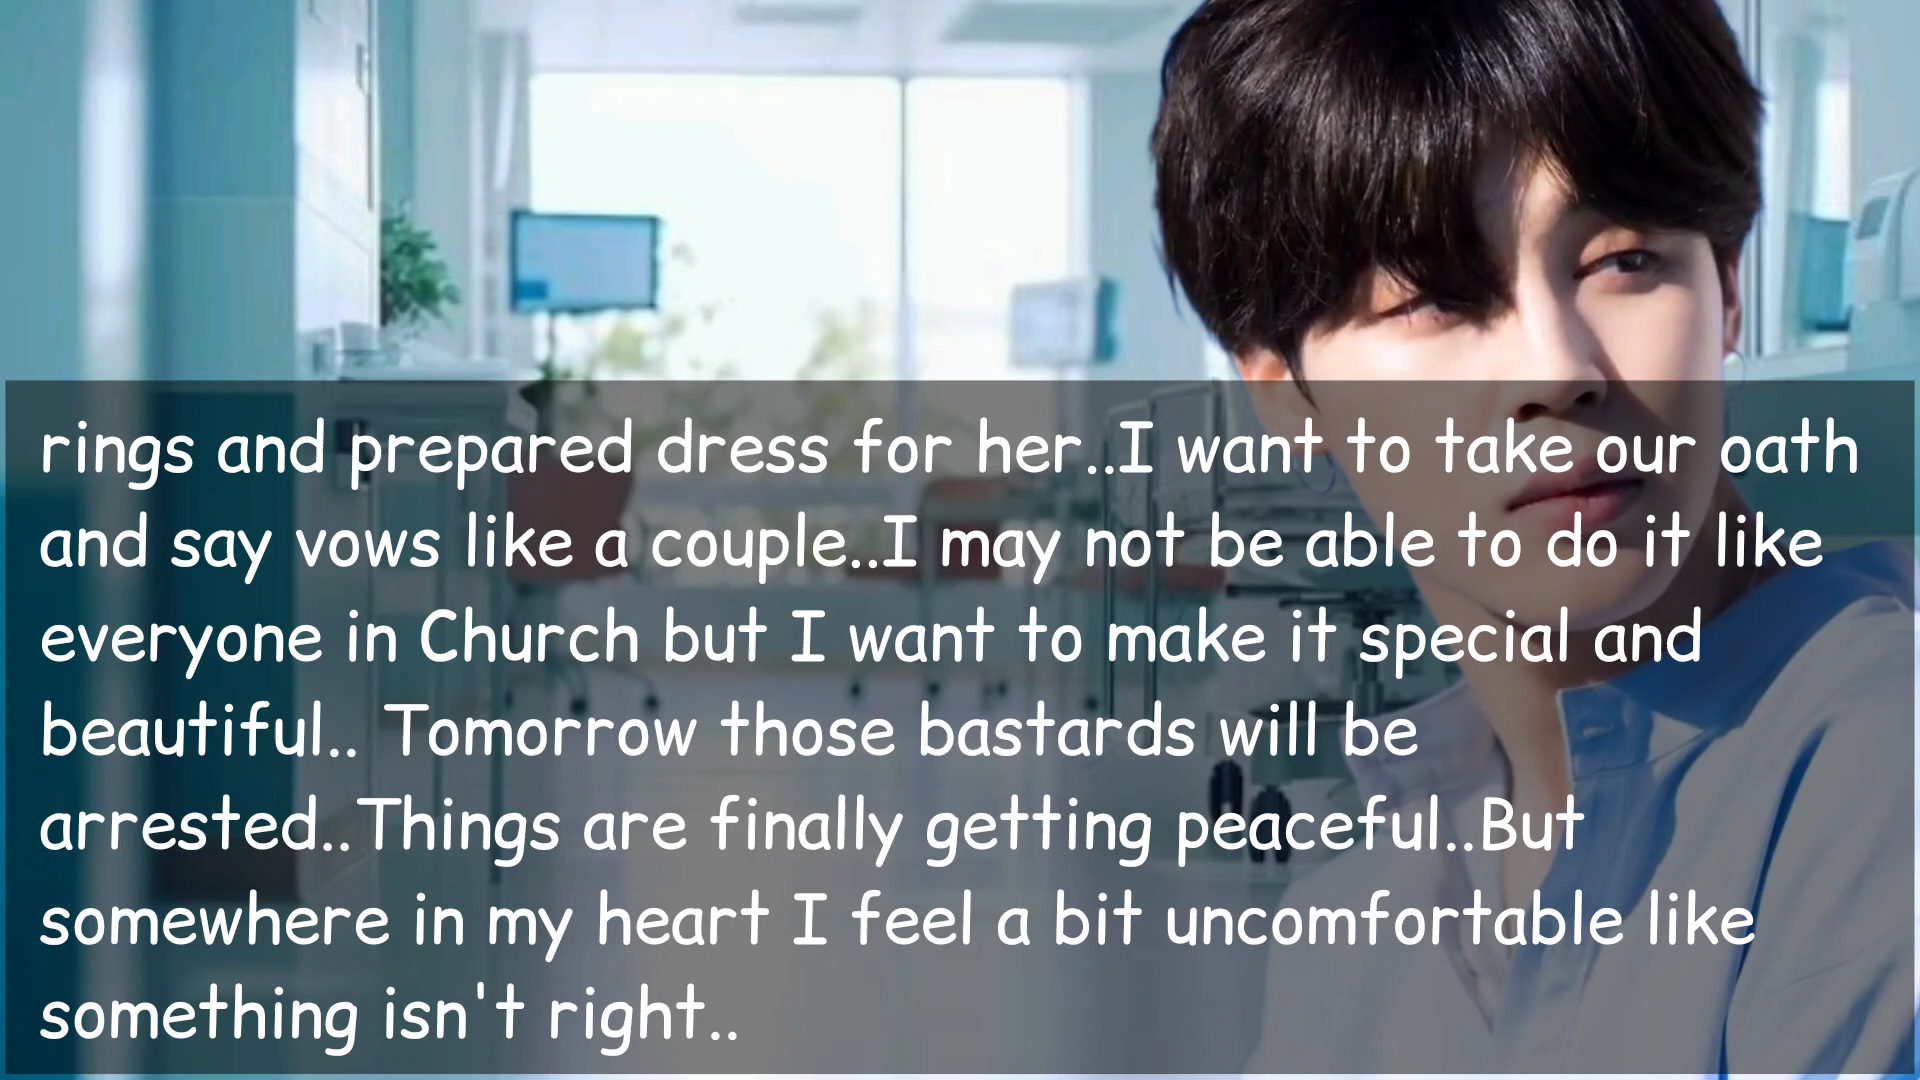 rings and prepared dress for her..I want to take our oath
and say vows like a couple..I may not be able to do it like
everyone in Church but I want to make it special and
beautiful.. Tomorrow those bastards will be
arrested..Things are finally getting peaceful..But
somewhere in my heart I feel a bit uncomfortable like
something isn't right..